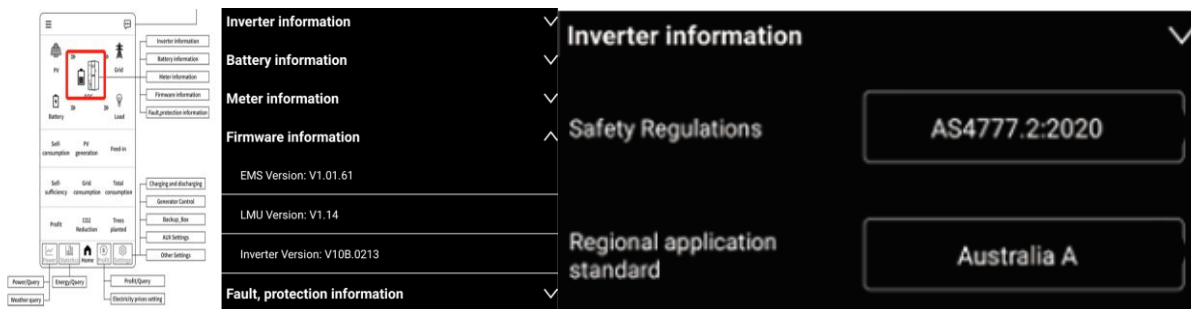 PV
Grid
SOC
Battery
Load
Self-
consumption
PV
generation
Feed-in
Self-
sufficiency
Grid
consumption
Total
consumption
Profit
CO2
Reduction
Trees
planted
Power
Statistics
Home
Profit
Settings
Inverter information
Battery information
Meter information
Firmware information
Fault,protection information
Charging and discharging
Generator Control
Backup_Box
AUX Settings
Other Settings
Power/Query
Energy/Query
Profit/Query
Weather query
Electricity prices setting
Inverter information
Battery information
Meter information
Firmware information
EMS Version: V1.01.61
LMU Version: V1.14
Inverter Version: V10B.0213
Fault, protection information
Inverter information
Safety Regulations
AS4777.2:2020
Regional application
standard
Australia A